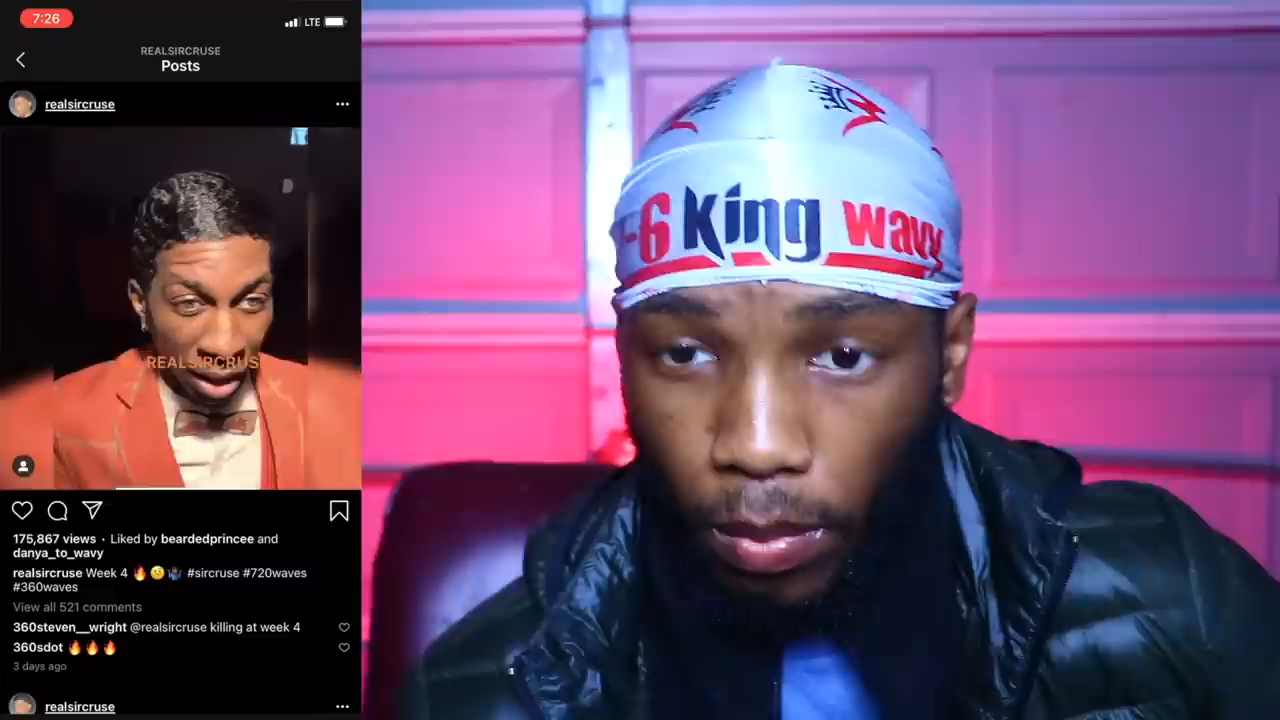 7:26
LTE
REALSIRCRUSE
Posts
realsircruse
REALSIRCRUS
175,867 views · Liked by beardedprincee and
danya_to_wavy
realsircruse Week 4 🔥🤨🤷🏿‍♂️ #sircruse #720waves
#360waves
View all 521 comments
360steven__wright @realsircruse killing at week 4
360sdot 🔥🔥🔥
3 days ago
realsircruse
-6 King wavy